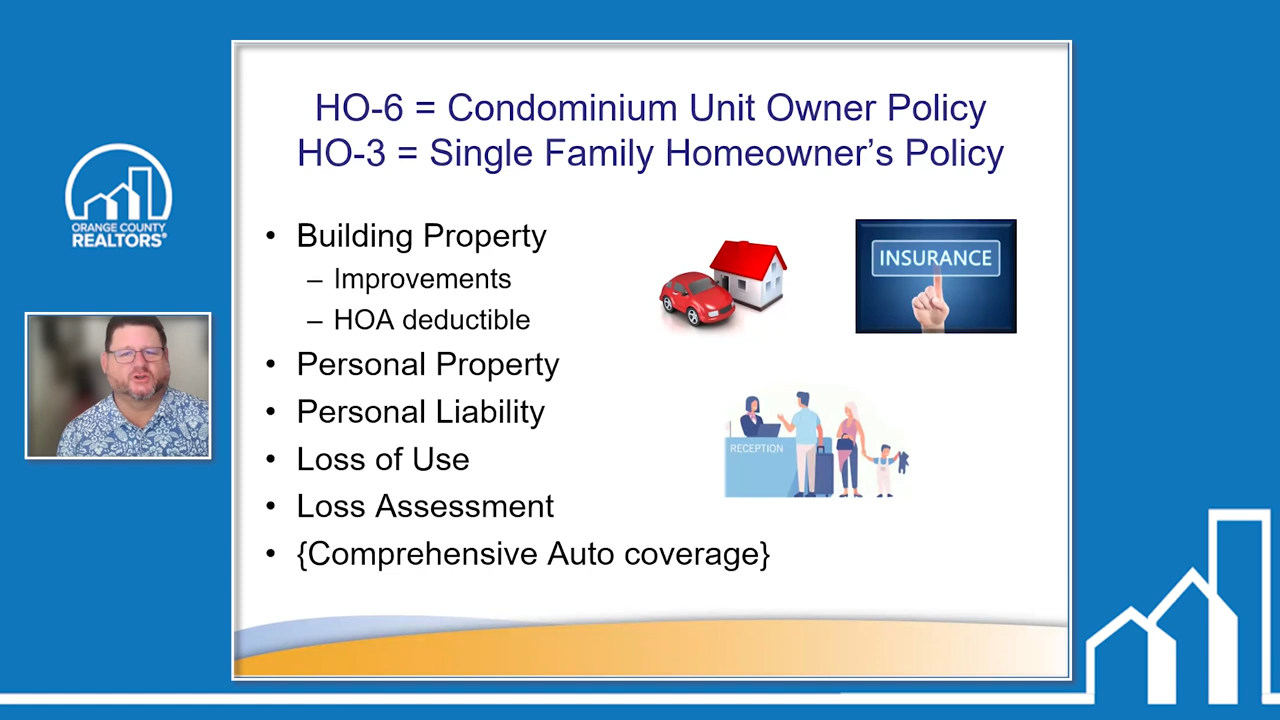 HO-6 = Condominium Unit Owner Policy
HO-3 = Single Family Homeowner's Policy
ORANGE COUNTY
REALTORS®
• Building Property
– Improvements
– HOA deductible
• Personal Property
• Personal Liability
• Loss of Use
• Loss Assessment
• {Comprehensive Auto coverage}
INSURANCE
RECEPTION